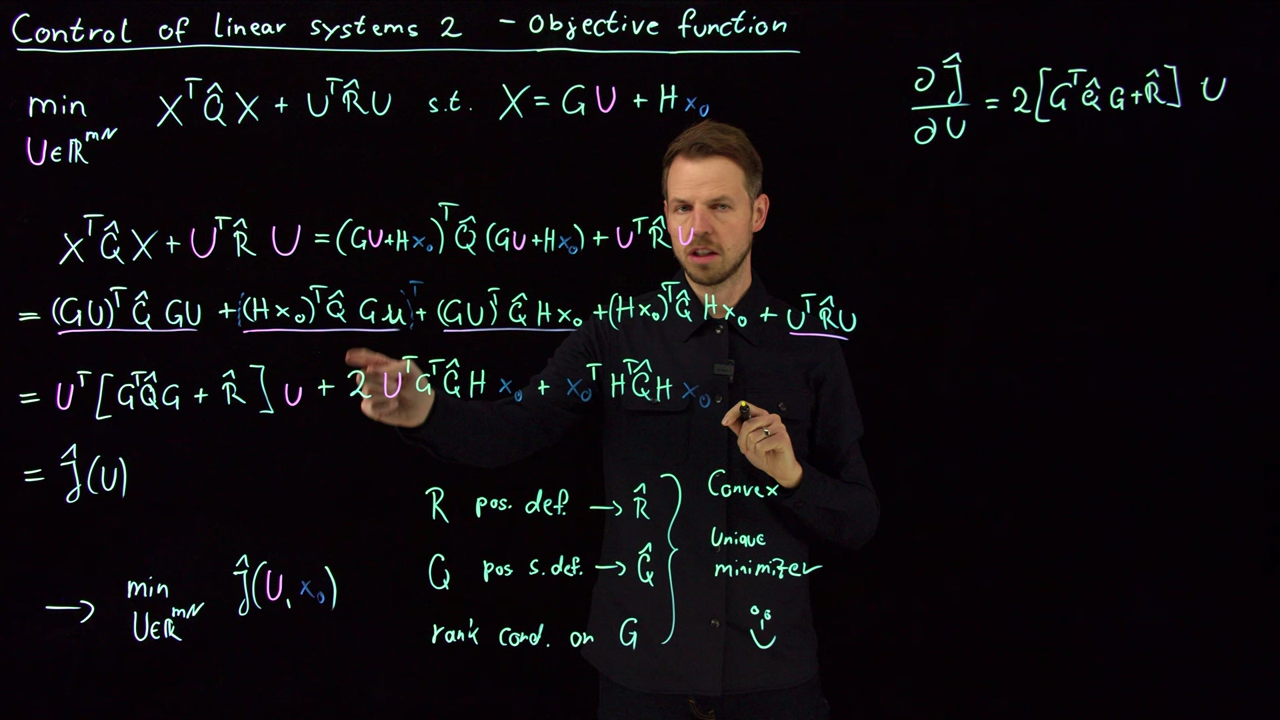 Control of linear systems 2 - Objective function
min U∈ℝ^{mN} X^T Q̂ X + U^T R̂ U s.t. X = G U + H x₀
∂Ĵ/∂U = 2[G^T Q̂ G + R̂] U
X^T Q̂ X + U^T R̂ U = (GU+Hx₀)^T Q̂ (GU+Hx₀) + U^T R̂ U
= (GU)^T Q̂ GU + ((Hx₀)^T Q̂ Gu)^T + (GU)^T Q̂ Hx₀ + (Hx₀)^T Q̂ Hx₀ + U^T R̂ U
= U^T [G^T Q̂ G + R̂] U + 2 U^T G^T Q̂ H x₀ + x₀^T H^T Q̂ H x₀
= Ĵ(U)
R pos. def. → R̂
Q pos s. def. → Q̂
rank cond. on G
Convex
Unique
minimizer
→ min U∈ℝ^{mN} Ĵ(U, x₀)